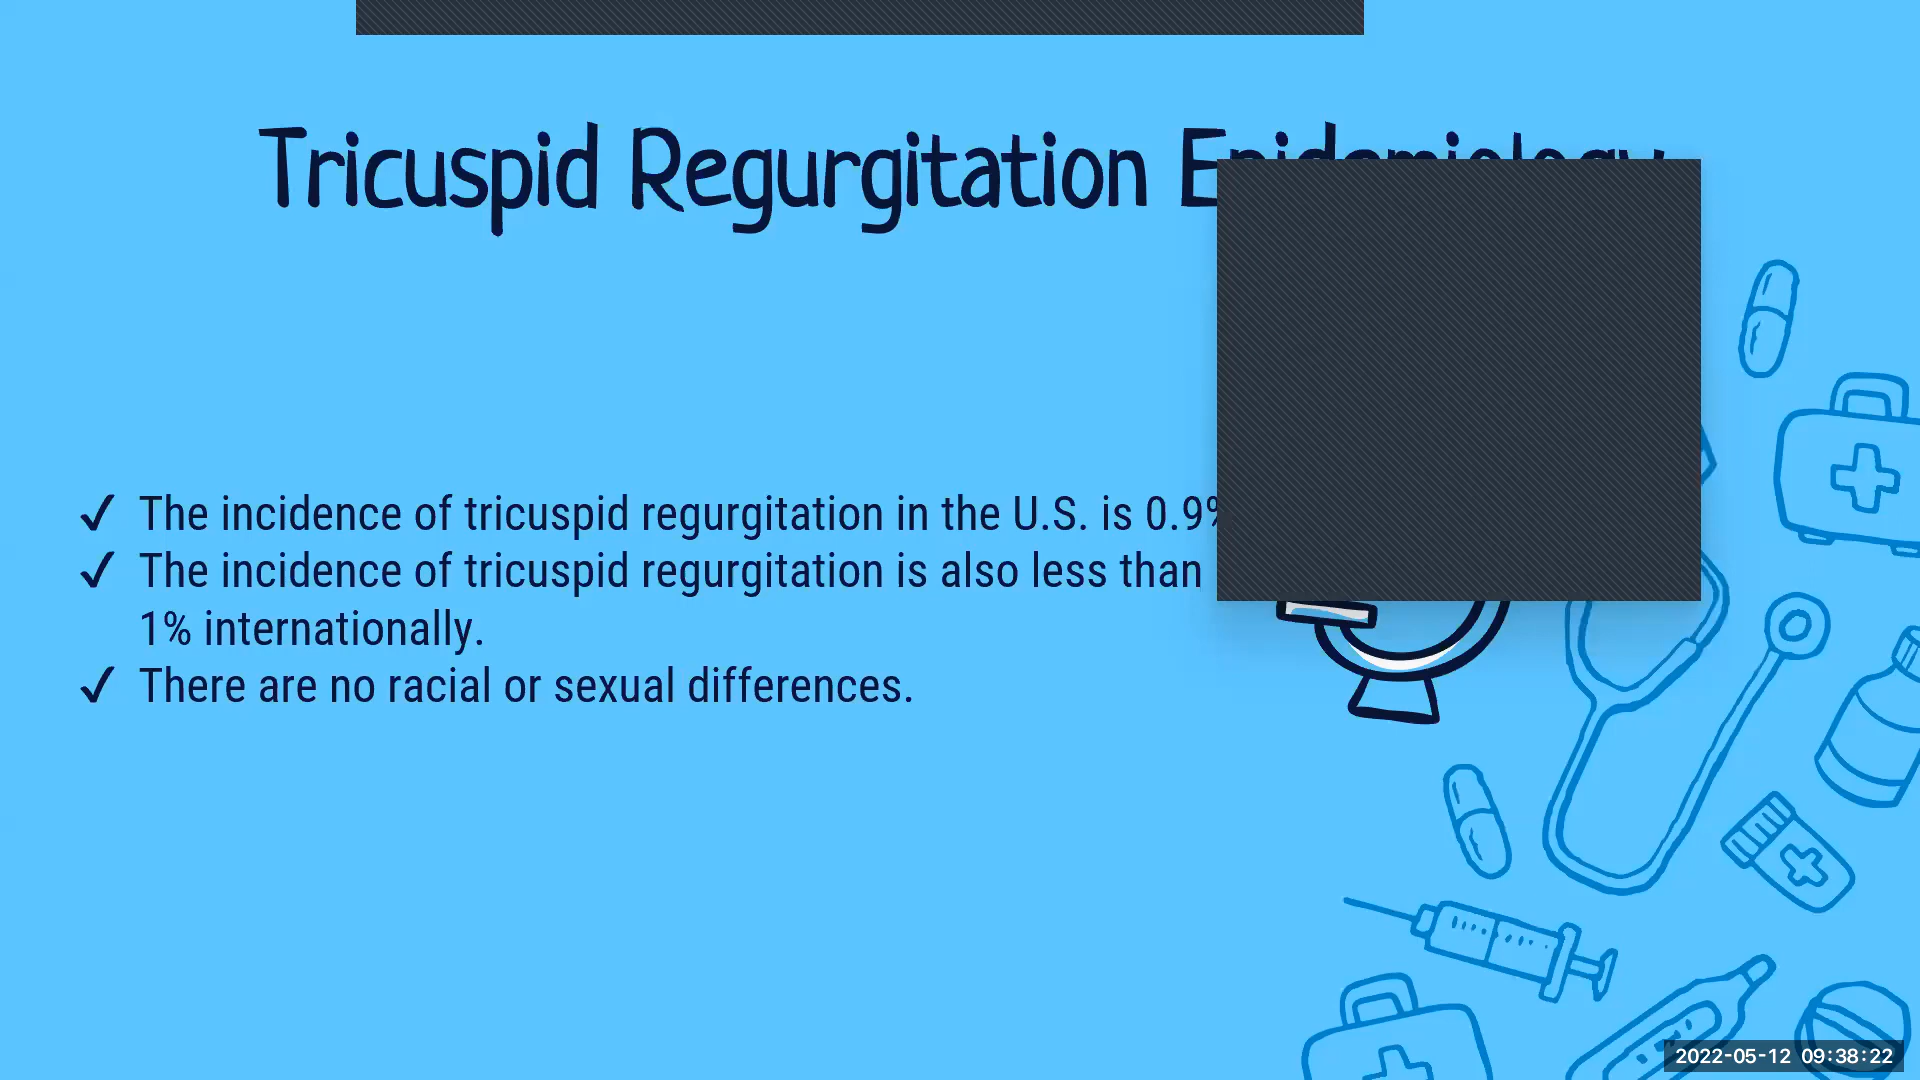 Tricuspid Regurgitation Epidemiology
✓ The incidence of tricuspid regurgitation in the U.S. is 0.9%
✓ The incidence of tricuspid regurgitation is also less than
1% internationally.
✓ There are no racial or sexual differences.
2022-05-12 09:38:22